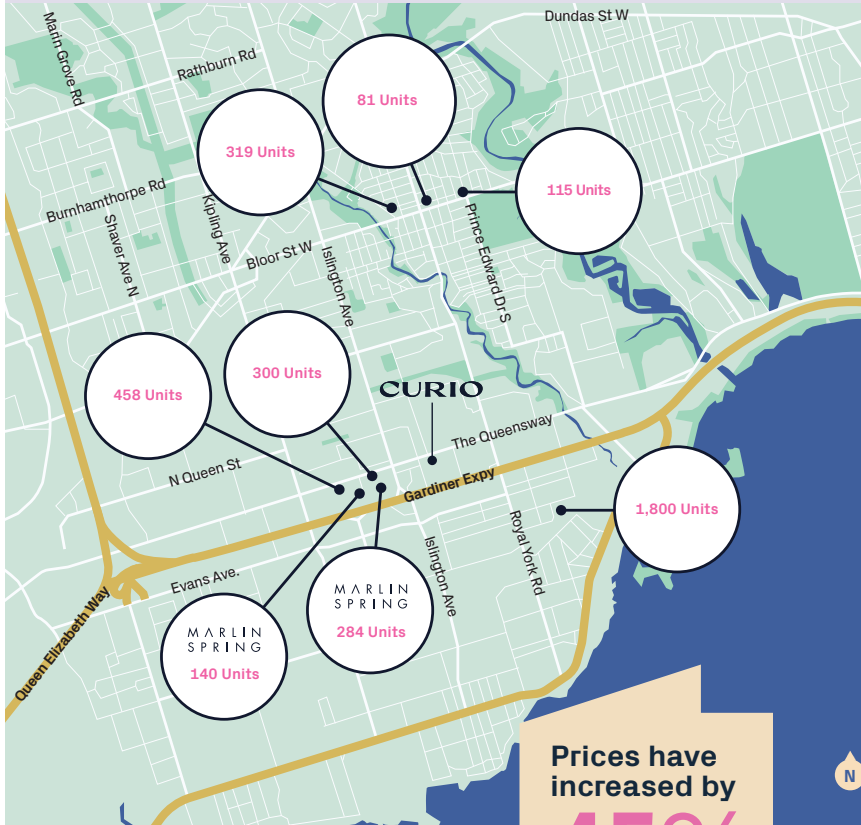 Dundas St W
Marin Grove Rd
Rathburn Rd
81 Units
319 Units
115 Units
Burnhamthorpe Rd
Kipling Ave
Shaver Ave N
Prince Edward Dr S
Bloor St W
Islington Ave
300 Units
458 Units
CURIO
The Queensway
N Queen St
Gardiner Expy
1,800 Units
Royal York Rd
Islington Ave
Evans Ave.
Queen Elizabeth Way
MARLIN
SPRING
284 Units
MARLIN
SPRING
140 Units
Prices have
increased by
N